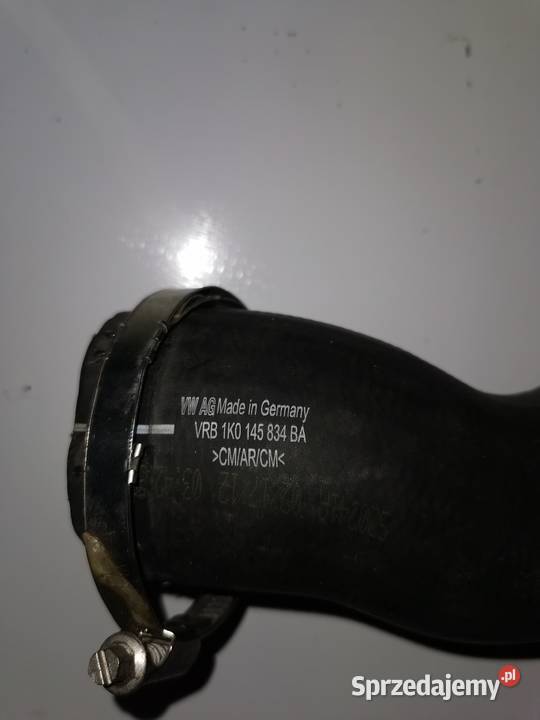 VW AG Made in Germany
VRB 1K0 145 834 BA
>CM/AR/CM<
Sprzedajemy.pl